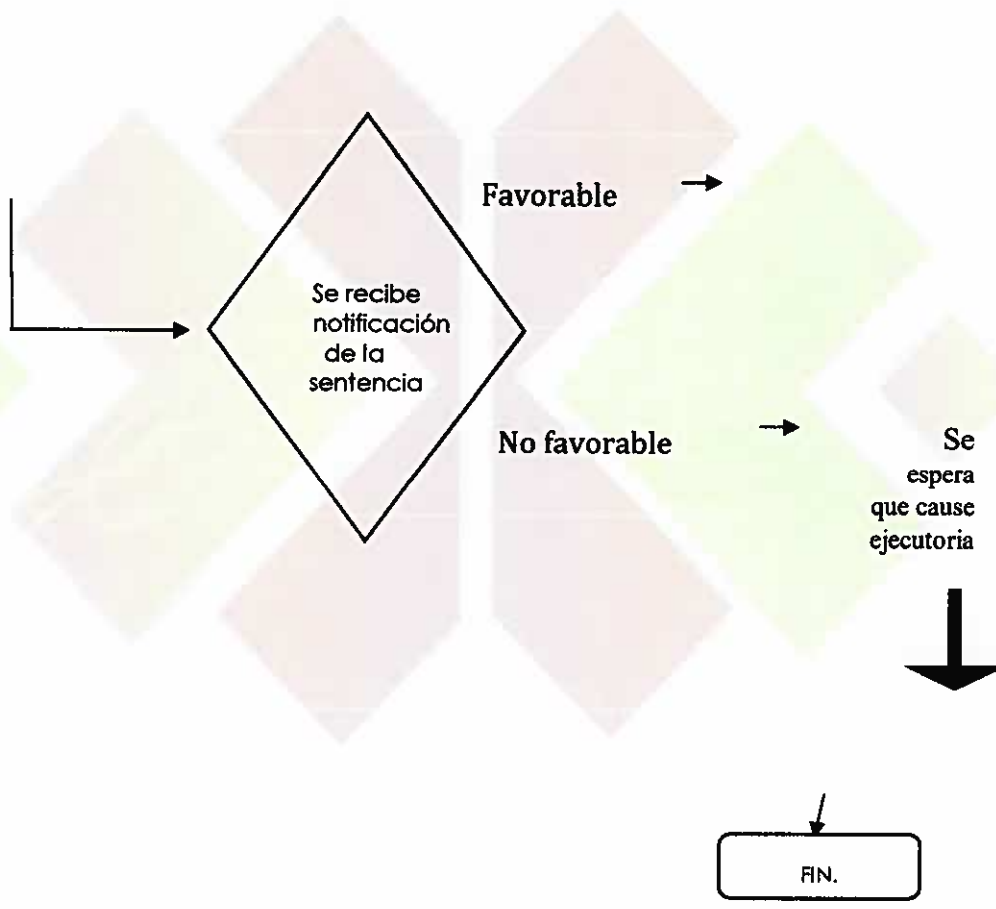 Favorable
Se recibe
notificación
de la
sentencia
No favorable
Se
espera
que cause
ejecutoria
FIN.